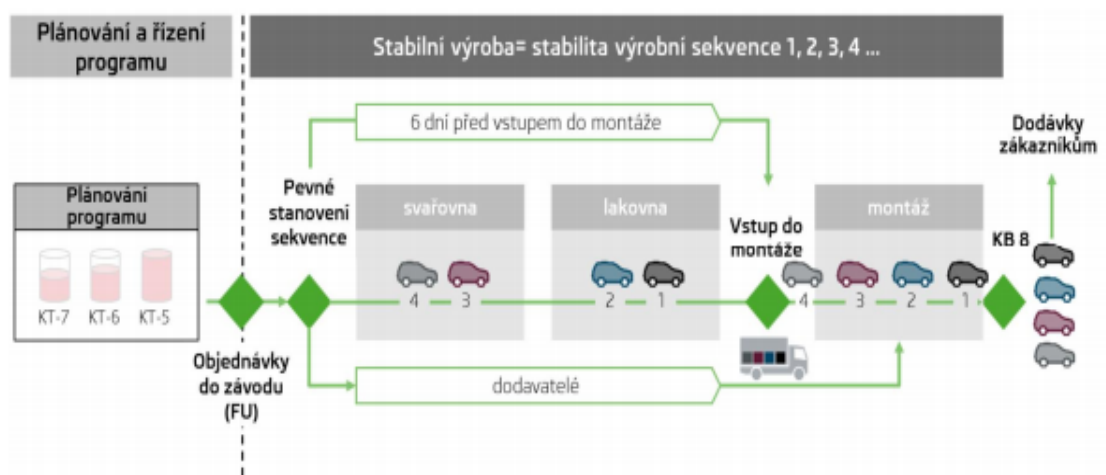 Plánování a řízení
programu
Stabilní výroba= stabilita výrobní sekvence 1, 2, 3, 4 ...
6 dní před vstupem do montáže
Dodávky
zákazníkům
Plánování
programu
KT-7 KT-6 KT-5
Pevné
stanovení
sekvence
svařovna
lakovna
Vstup do
montáže
montáž
KB 8
4 3
2 1
4 3 2 1
Objednávky
do závodu
(FU)
dodavatelé